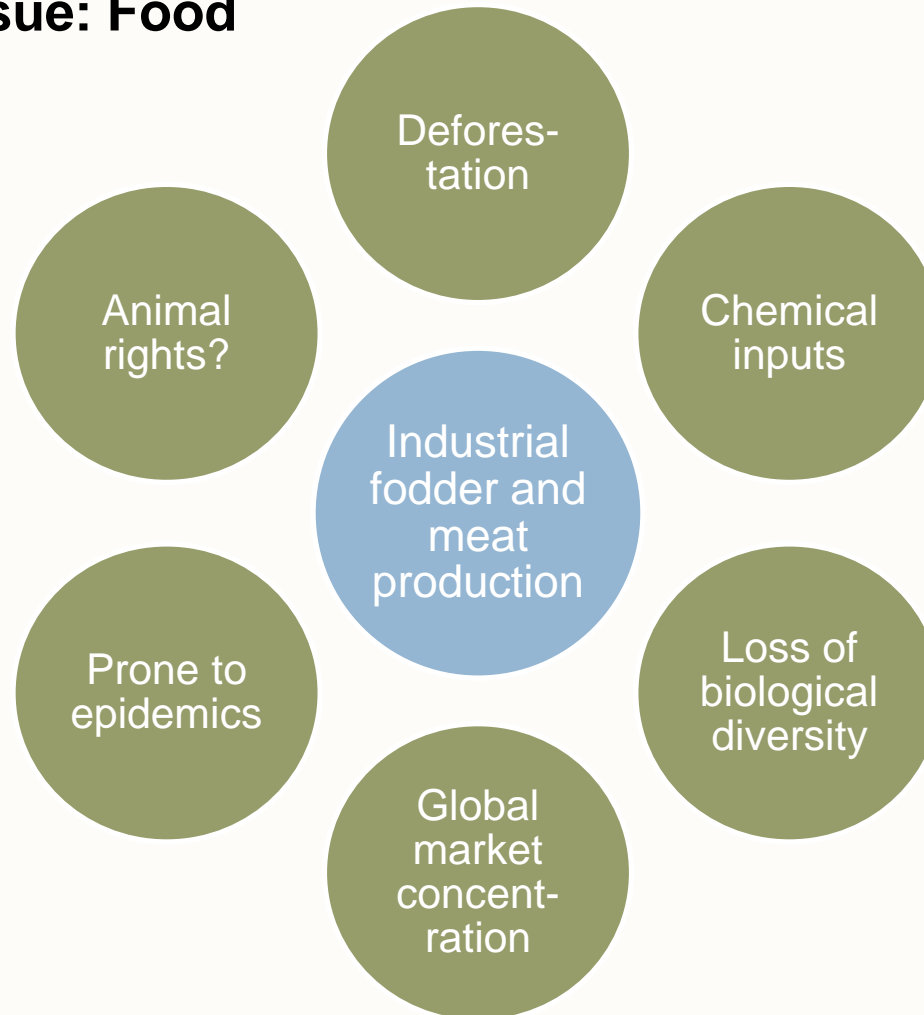 sue: Food
Defores-
tation
Animal
rights?
Chemical
inputs
Industrial
fodder and
meat
production
Prone to
epidemics
Loss of
biological
diversity
Global
market
concent-
ration